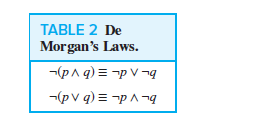 TABLE 2 De
Morgan's Laws.
¬(p ∧ q) ≡ ¬p ∨ ¬q
¬(p ∨ q) ≡ ¬p ∧ ¬q